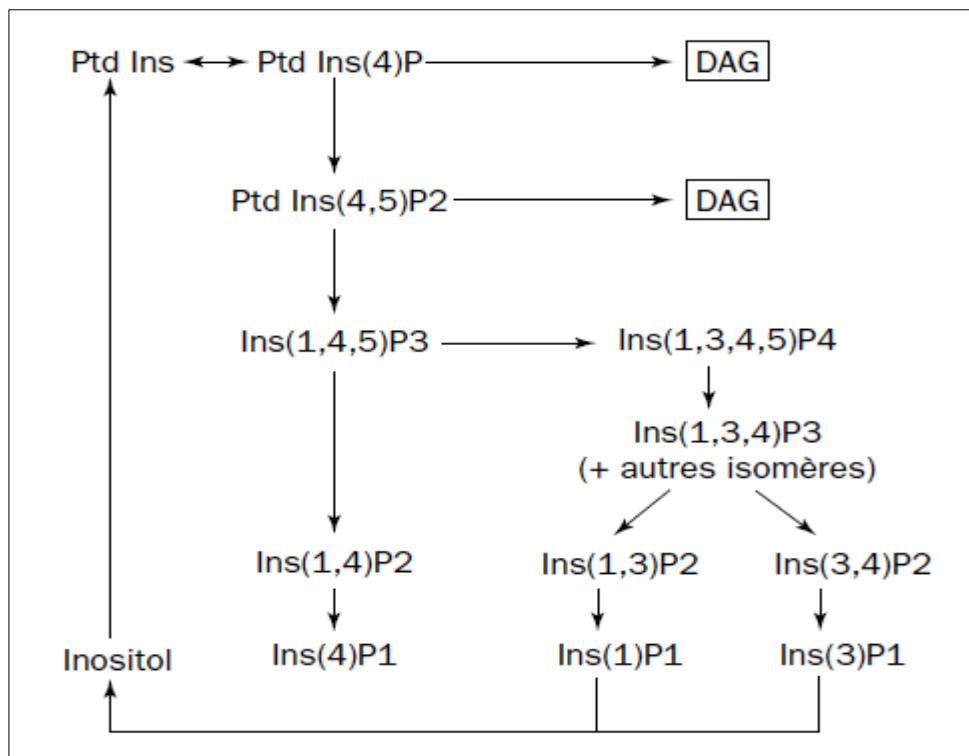 Ptd Ins Ptd Ins(4)P DAG
Ptd Ins(4,5)P2 DAG
Ins(1,4,5)P3 Ins(1,3,4,5)P4
Ins(1,3,4)P3
(+ autres isomères)
Ins(1,4)P2 Ins(1,3)P2 Ins(3,4)P2
Inositol Ins(4)P1 Ins(1)P1 Ins(3)P1